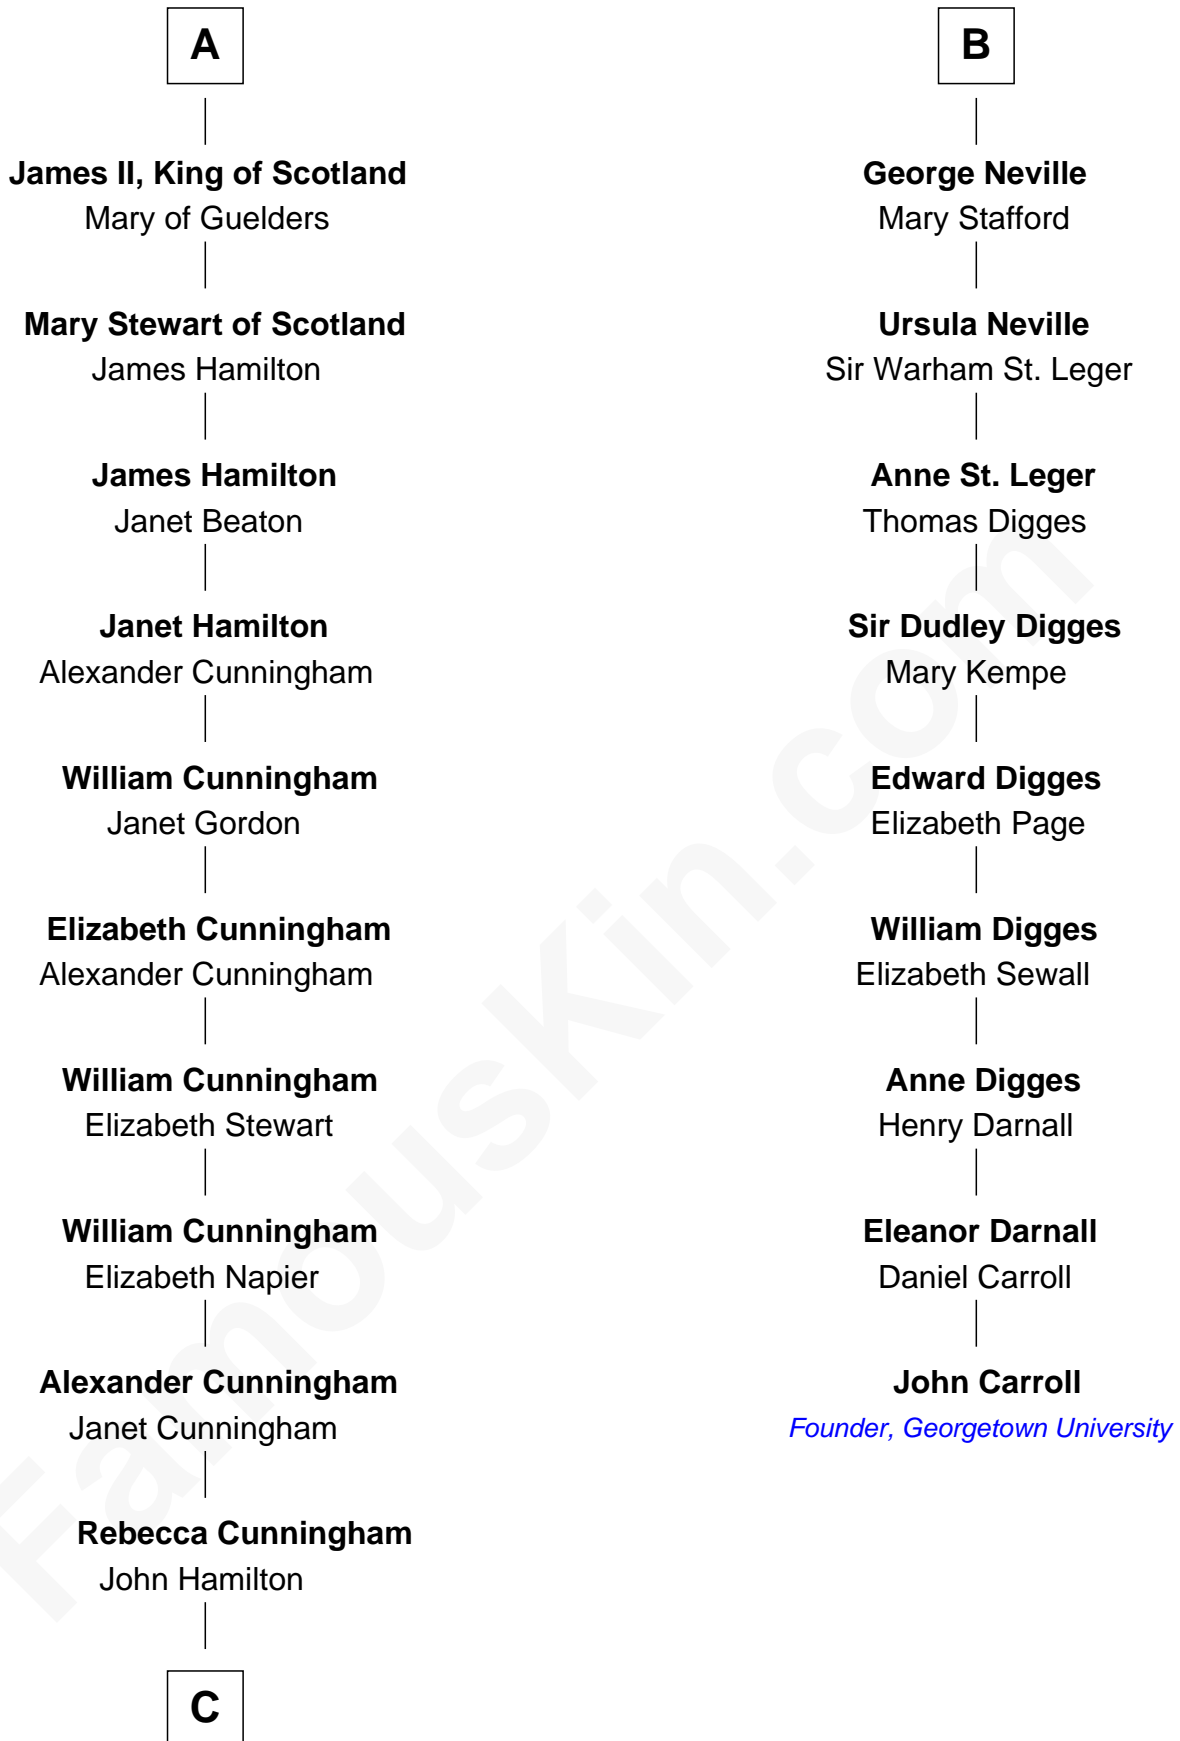 A
James II, King of Scotland
Mary of Guelders
Mary Stewart of Scotland
James Hamilton
James Hamilton
Janet Beaton
Janet Hamilton
Alexander Cunningham
William Cunningham
Janet Gordon
Elizabeth Cunningham
Alexander Cunningham
William Cunningham
Elizabeth Stewart
William Cunningham
Elizabeth Napier
Alexander Cunningham
Janet Cunningham
Rebecca Cunningham
John Hamilton
C
B
George Neville
Mary Stafford
Ursula Neville
Sir Warham St. Leger
Anne St. Leger
Thomas Digges
Sir Dudley Digges
Mary Kempe
Edward Digges
Elizabeth Page
William Digges
Elizabeth Sewall
Anne Digges
Henry Darnall
Eleanor Darnall
Daniel Carroll
John Carroll
Founder, Georgetown University
FamousKin.com